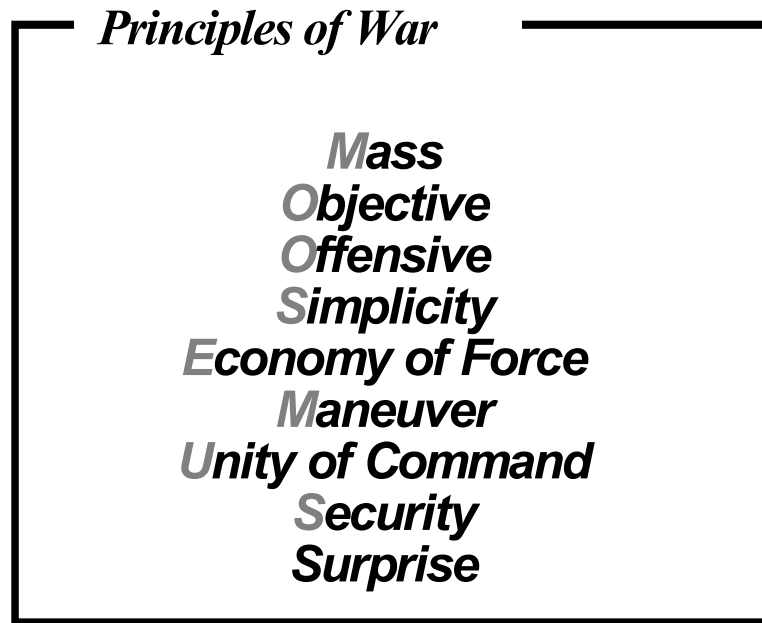 Principles of War
Mass
Objective
Offensive
Simplicity
Economy of Force
Maneuver
Unity of Command
Security
Surprise